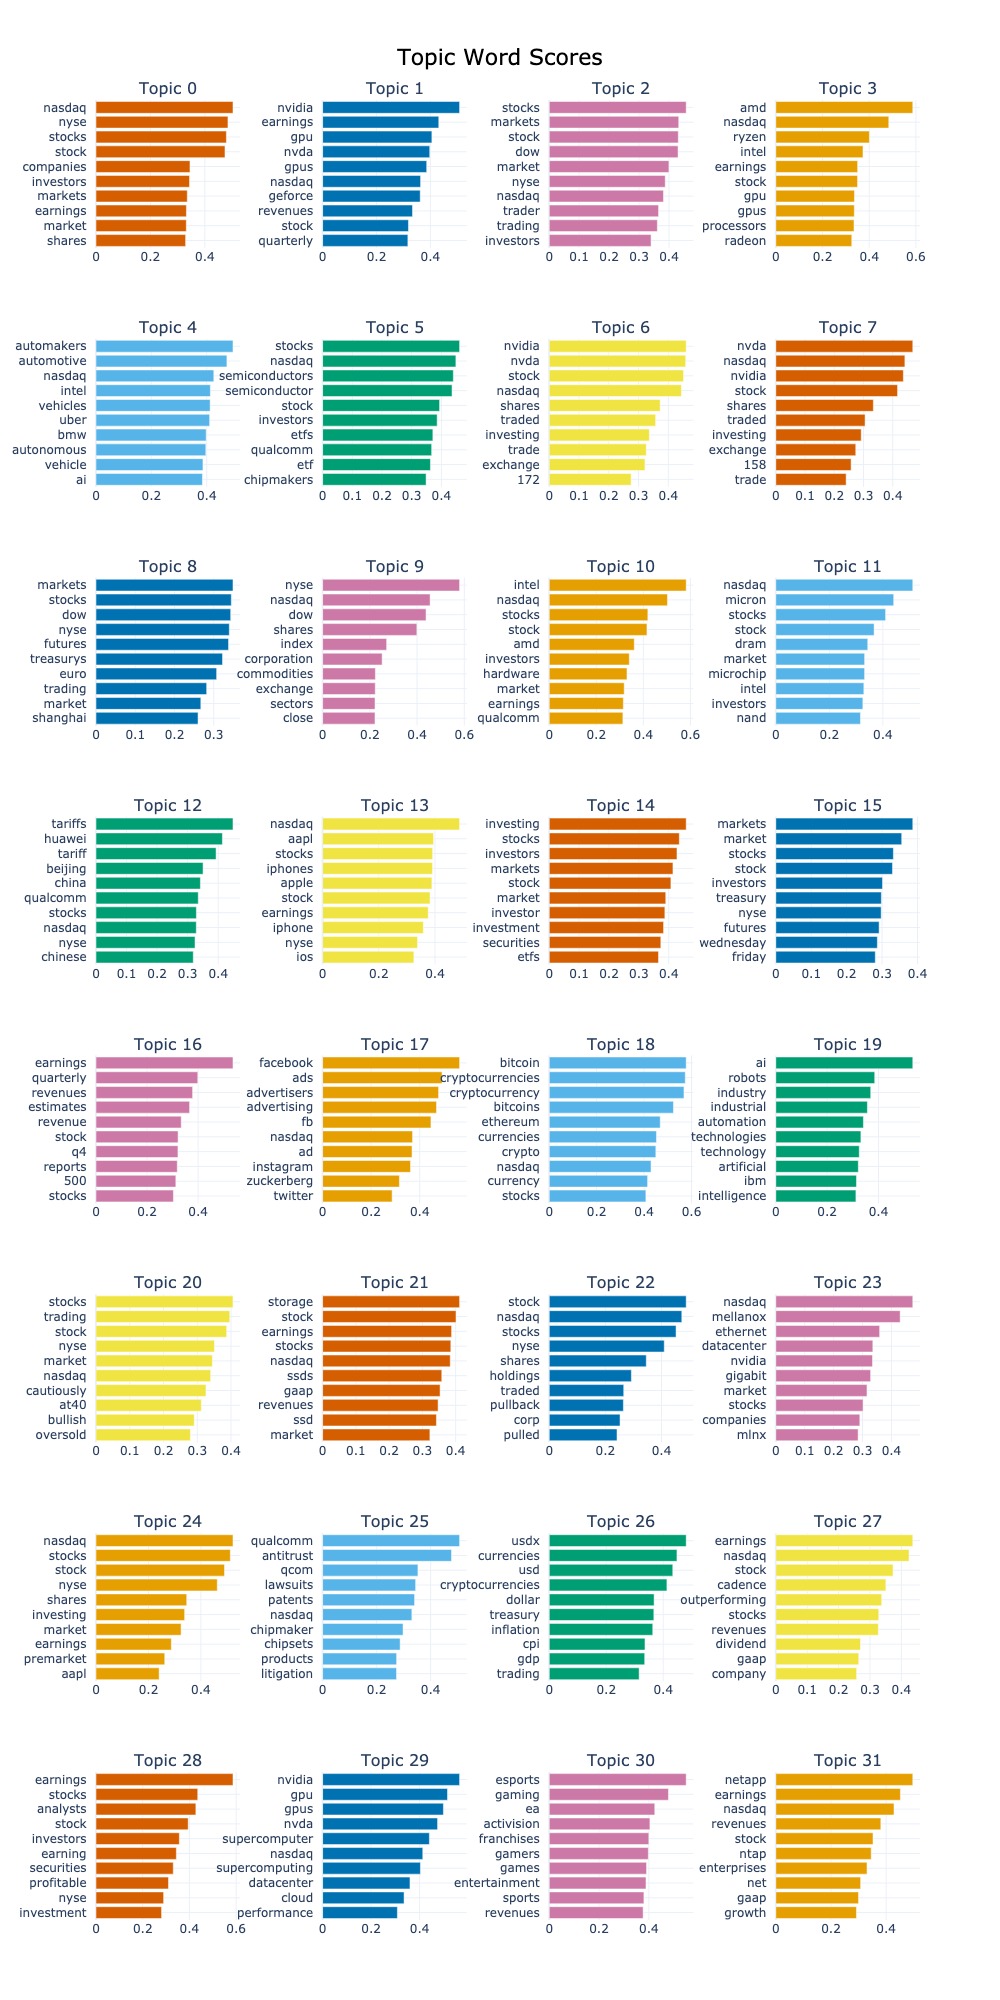 Topic Word Scores
Topic 0
nasdaq
nyse
stocks
stock
companies
investors
markets
earnings
market
shares
0 0.2 0.4
Topic 1
nvidia
earnings
gpu
nvda
gpus
nasdaq
geforce
revenues
stock
quarterly
0 0.2 0.4
Topic 2
stocks
markets
stock
dow
market
nyse
nasdaq
trader
trading
investors
0 0.1 0.2 0.3 0.4
Topic 3
amd
nasdaq
ryzen
intel
earnings
stock
gpu
gpus
processors
radeon
0 0.2 0.4 0.6
Topic 4
automakers
automotive
nasdaq
intel
vehicles
uber
bmw
autonomous
vehicle
ai
0 0.2 0.4
Topic 5
stocks
nasdaq
semiconductors
semiconductor
stock
investors
etfs
qualcomm
etf
chipmakers
0 0.1 0.2 0.3 0.4
Topic 6
nvidia
nvda
stock
nasdaq
shares
traded
investing
trade
exchange
172
0 0.1 0.2 0.3 0.4
Topic 7
nvda
nasdaq
nvidia
stock
shares
traded
investing
exchange
158
trade
0 0.1 0.2 0.3 0.4
Topic 8
markets
stocks
dow
nyse
futures
treasurys
euro
trading
market
shanghai
0 0.1 0.2 0.3
Topic 9
nyse
nasdaq
dow
shares
index
corporation
commodities
exchange
sectors
close
0 0.2 0.4 0.6
Topic 10
intel
nasdaq
stocks
stock
amd
investors
hardware
market
earnings
qualcomm
0 0.2 0.4 0.6
Topic 11
nasdaq
micron
stocks
stock
dram
market
microchip
intel
investors
nand
0 0.2 0.4
Topic 12
tariffs
huawei
tariff
beijing
china
qualcomm
stocks
nasdaq
nyse
chinese
0 0.1 0.2 0.3 0.4
Topic 13
nasdaq
aapl
stocks
iphones
apple
stock
earnings
iphone
nyse
ios
0 0.2 0.4
Topic 14
investing
stocks
investors
markets
stock
market
investor
investment
securities
etfs
0 0.1 0.2 0.3 0.4
Topic 15
markets
market
stocks
stock
investors
treasury
nyse
futures
wednesday
friday
0 0.1 0.2 0.3 0.4
Topic 16
earnings
quarterly
revenues
estimates
revenue
stock
q4
reports
500
stocks
0 0.2 0.4
Topic 17
facebook
ads
advertisers
advertising
fb
nasdaq
ad
instagram
zuckerberg
twitter
0 0.2 0.4
Topic 18
bitcoin
cryptocurrencies
cryptocurrency
bitcoins
ethereum
currencies
crypto
nasdaq
currency
stocks
0 0.2 0.4 0.6
Topic 19
ai
robots
industry
industrial
automation
technologies
technology
artificial
ibm
intelligence
0 0.2 0.4
Topic 20
stocks
trading
stock
nyse
market
nasdaq
cautiously
at40
bullish
oversold
0 0.1 0.2 0.3 0.4
Topic 21
storage
stock
earnings
stocks
nasdaq
ssds
gaap
revenues
ssd
market
0 0.1 0.2 0.3 0.4
Topic 22
stock
nasdaq
stocks
nyse
shares
holdings
traded
pullback
corp
pulled
0 0.2 0.4
Topic 23
nasdaq
mellanox
ethernet
datacenter
nvidia
gigabit
market
stocks
companies
mlnx
0 0.1 0.2 0.3 0.4
Topic 24
nasdaq
stocks
stock
nyse
shares
investing
market
earnings
premarket
aapl
0 0.2 0.4
Topic 25
qualcomm
antitrust
qcom
lawsuits
patents
nasdaq
chipmaker
chipsets
products
litigation
0 0.2 0.4
Topic 26
usdx
currencies
usd
cryptocurrencies
dollar
treasury
inflation
cpi
gdp
trading
0 0.2 0.4
Topic 27
earnings
nasdaq
stock
cadence
outperforming
stocks
revenues
dividend
gaap
company
0 0.1 0.2 0.3 0.4
Topic 28
earnings
stocks
analysts
stock
investors
earning
securities
profitable
nyse
investment
0 0.2 0.4 0.6
Topic 29
nvidia
gpu
gpus
nvda
supercomputer
nasdaq
supercomputing
datacenter
cloud
performance
0 0.2 0.4
Topic 30
esports
gaming
ea
activision
franchises
gamers
games
entertainment
sports
revenues
0 0.2 0.4
Topic 31
netapp
earnings
nasdaq
revenues
stock
ntap
enterprises
net
gaap
growth
0 0.2 0.4